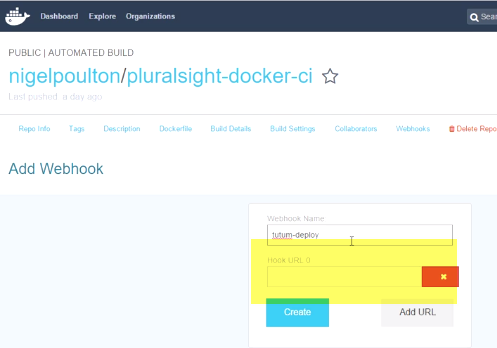 Dashboard Explore Organizations Sear
PUBLIC | AUTOMATED BUILD
nigelpoulton/pluralsight-docker-ci
Last pushed: a day ago
Repo Info Tags Description Dockerfile Build Details Build Settings Collaborators Webhooks Delete Repo
Add Webhook
Webhook Name
tutum-deploy
Hook URL 0
Create Add URL